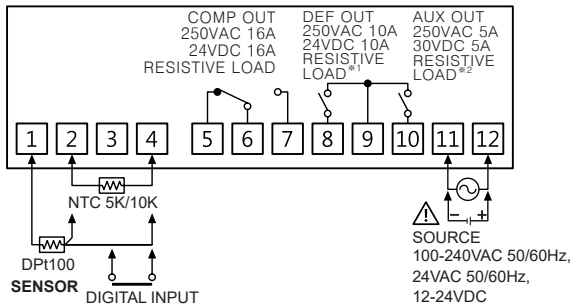 COMP OUT
250VAC 16A
24VDC 16A
RESISTIVE LOAD
DEF OUT
250VAC 10A
24VDC 10A
RESISTIVE
LOAD※1
AUX OUT
250VAC 5A
30VDC 5A
RESISTIVE
LOAD※2
1 2 3 4 5 6 7 8 9 10 11 12
NTC 5K/10K
DPt100
SENSOR
DIGITAL INPUT
! − +
SOURCE
100-240VAC 50/60Hz,
24VAC 50/60Hz,
12-24VDC